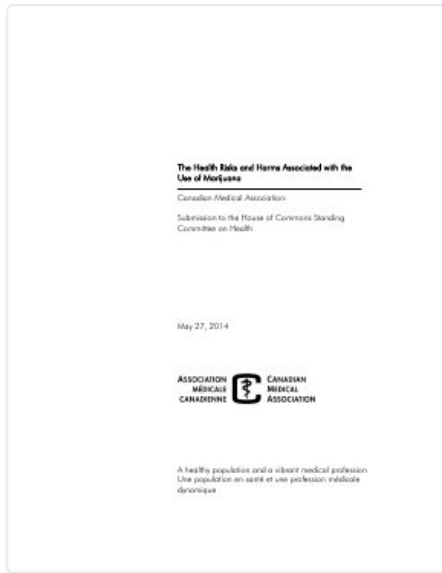 The Health Risks and Harms Associated with the
Use of Marijuana
Canadian Medical Association:
Submission to the House of Commons Standing
Committee on Health
May 27, 2014
ASSOCIATION
MÉDICALE
CANADIENNE
CANADIAN
MEDICAL
ASSOCIATION
A healthy population and a vibrant medical profession
Une population en santé et une profession médicale
dynamique